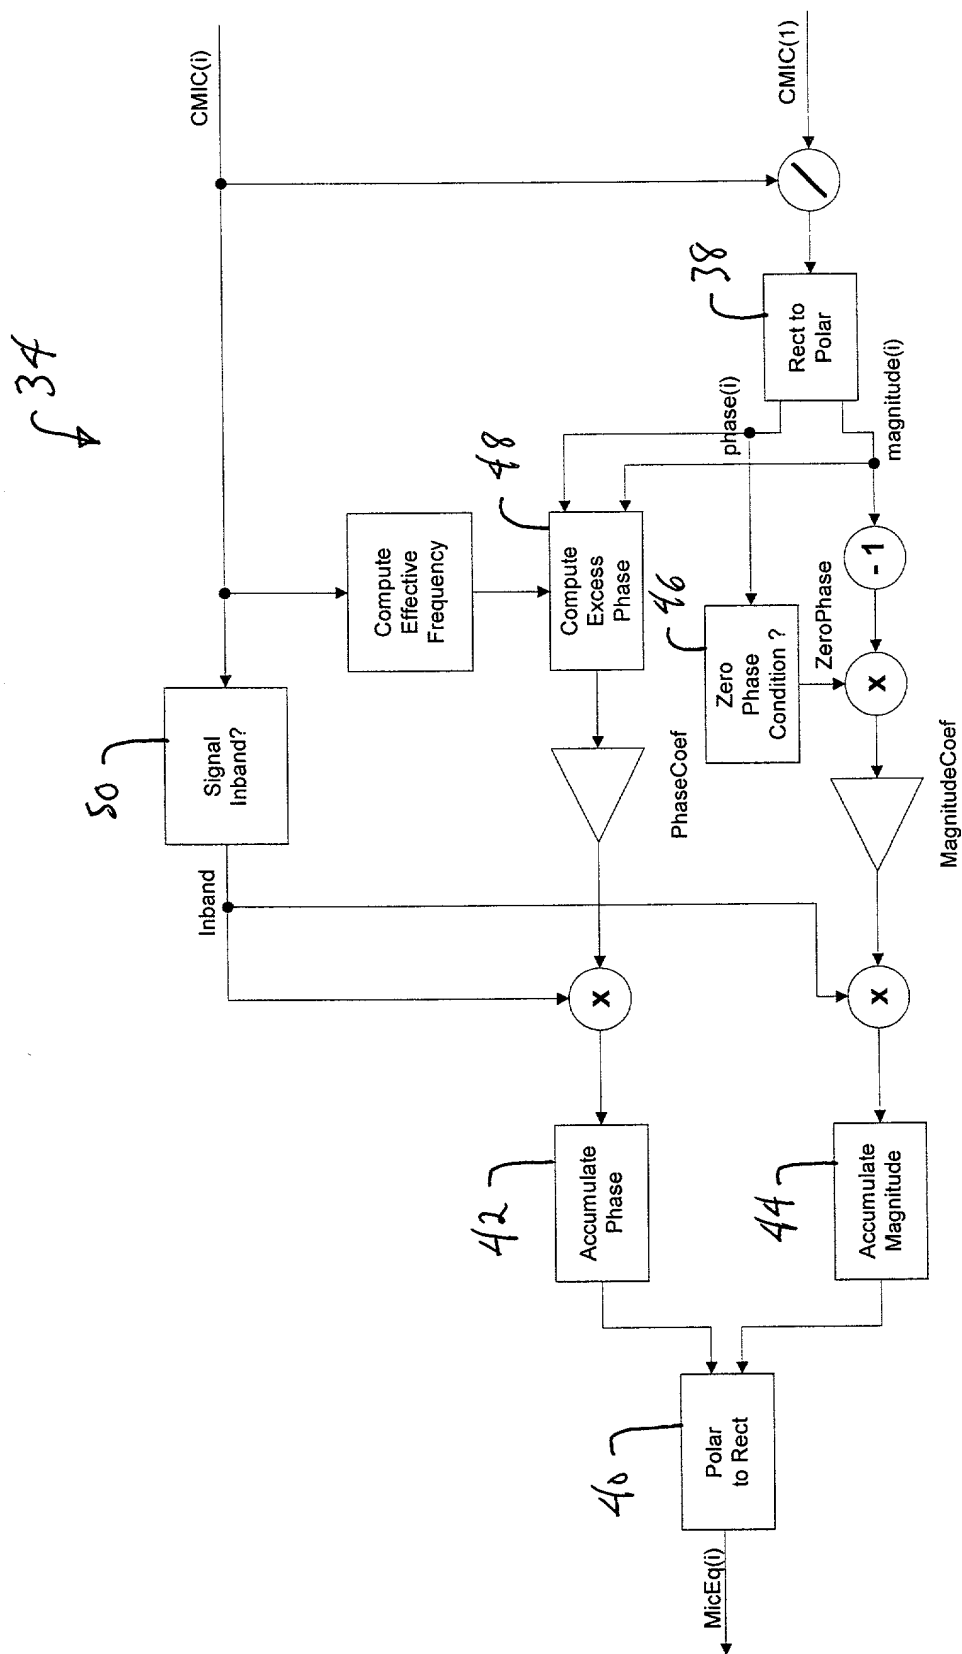 34
CMIC(i)
CMIC(1)
/
38
Rect to
Polar
phase(i)
magnitude(i)
48
Compute
Effective
Frequency
Compute
Excess
Phase
46
Zero
Phase
Condition ?
- 1
ZeroPhase
x
50
Signal
Inband?
Inband
PhaseCoef
MagnitudeCoef
x
x
42
Accumulate
Phase
44
Accumulate
Magnitude
40
Polar
to Rect
MicEq(i)